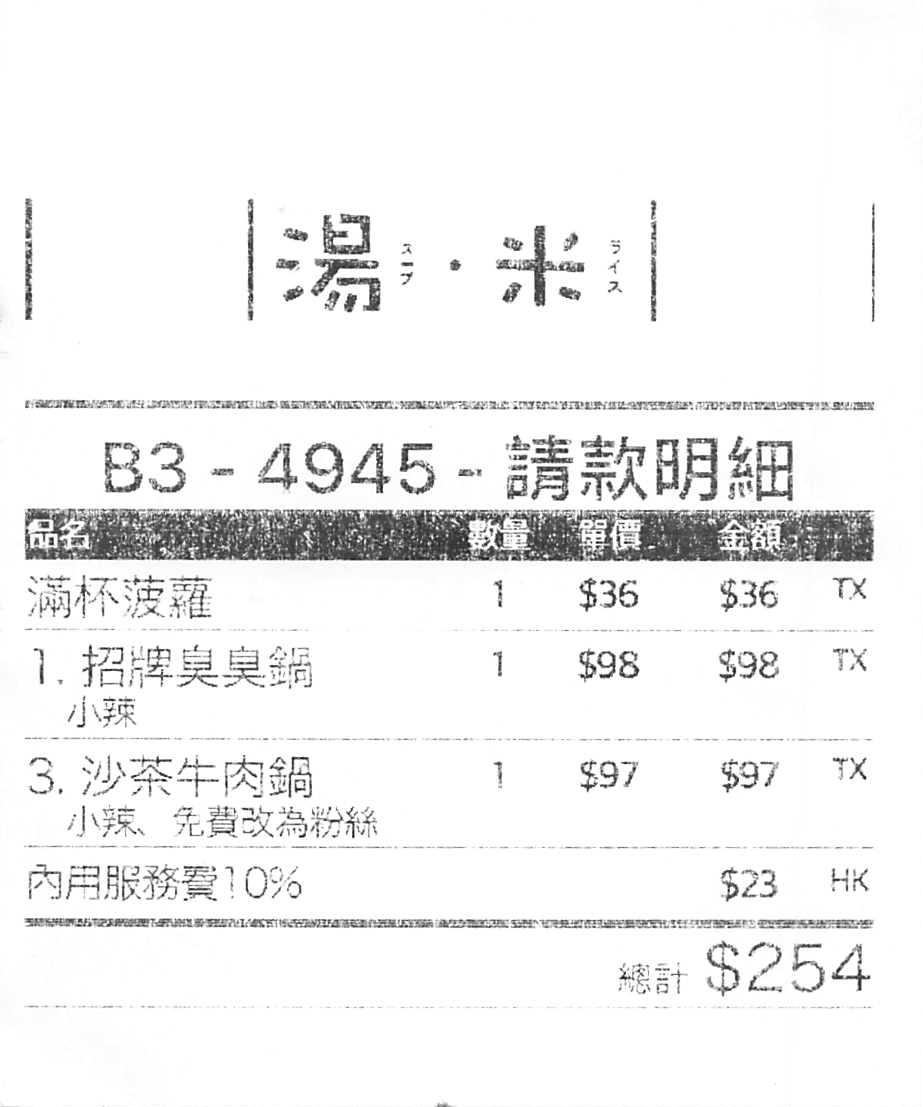 湯スープ・米ライス
B3 - 4945 - 請款明細
品名 數量 單價 金額
滿杯菠蘿 1 $36 $36 TX
1. 招牌臭臭鍋 1 $98 $98 TX
小辣
3. 沙茶牛肉鍋 1 $97 $97 TX
小辣、免費改為粉絲
內用服務費10% $23 HK
總計 $254